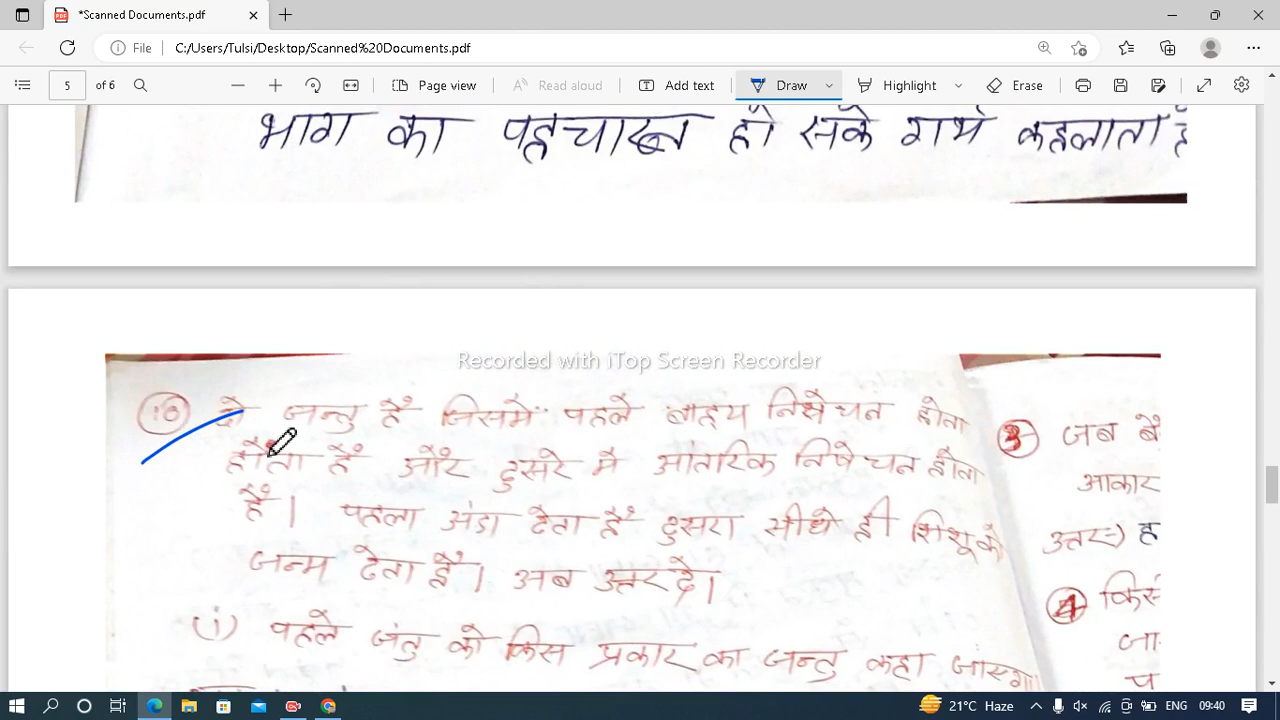 *Scanned Documents.pdf
File C:/Users/Tulsi/Desktop/Scanned%20Documents.pdf
5 of 6 Page view Read aloud Add text Draw Highlight Erase
भाग का हो सके कहलाता है
Recorded with iTop Screen Recorder
10 दो जन्तु हैं जिसमें पहले बाह्य निषेचन होता
होता हैं और दुसरे में आंतरिक निषेचन होता
हैं। पहला अंडा देता हैं दुसरा सीधे ही शिशू को
जन्म देता हैं। अब उत्तर दें।
(i) पहले जंतु को किस प्रकार का जन्तु कहा जाएगा
3 जब
आकार
उत्तर:)
4
21°C Haze ENG 09:40